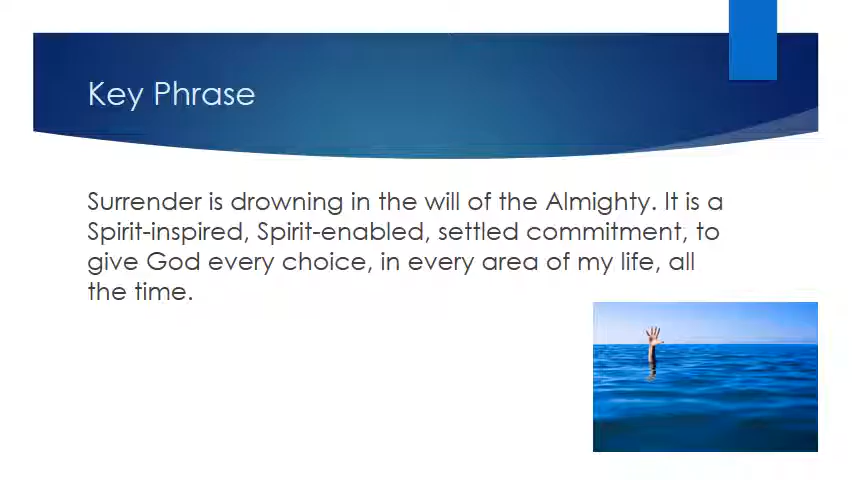 Key Phrase
Surrender is drowning in the will of the Almighty. It is a
Spirit-inspired, Spirit-enabled, settled commitment, to
give God every choice, in every area of my life, all
the time.